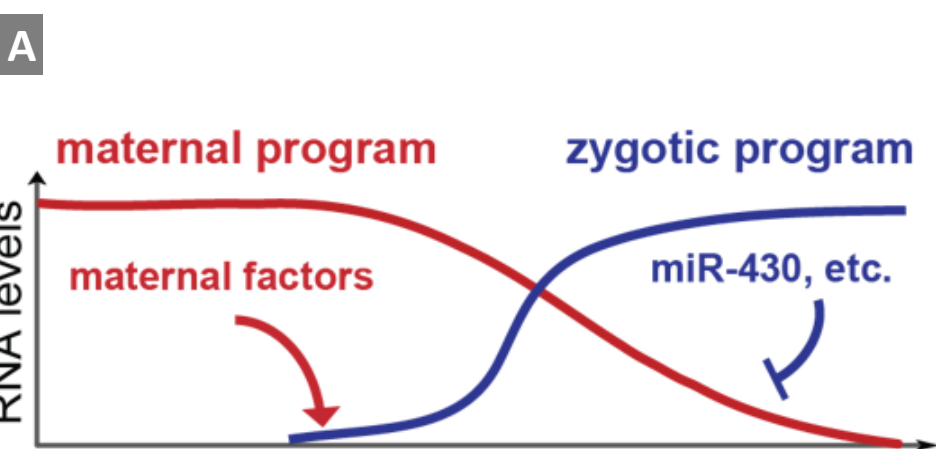 A
maternal program
zygotic program
RNA levels
maternal factors
miR-430, etc.